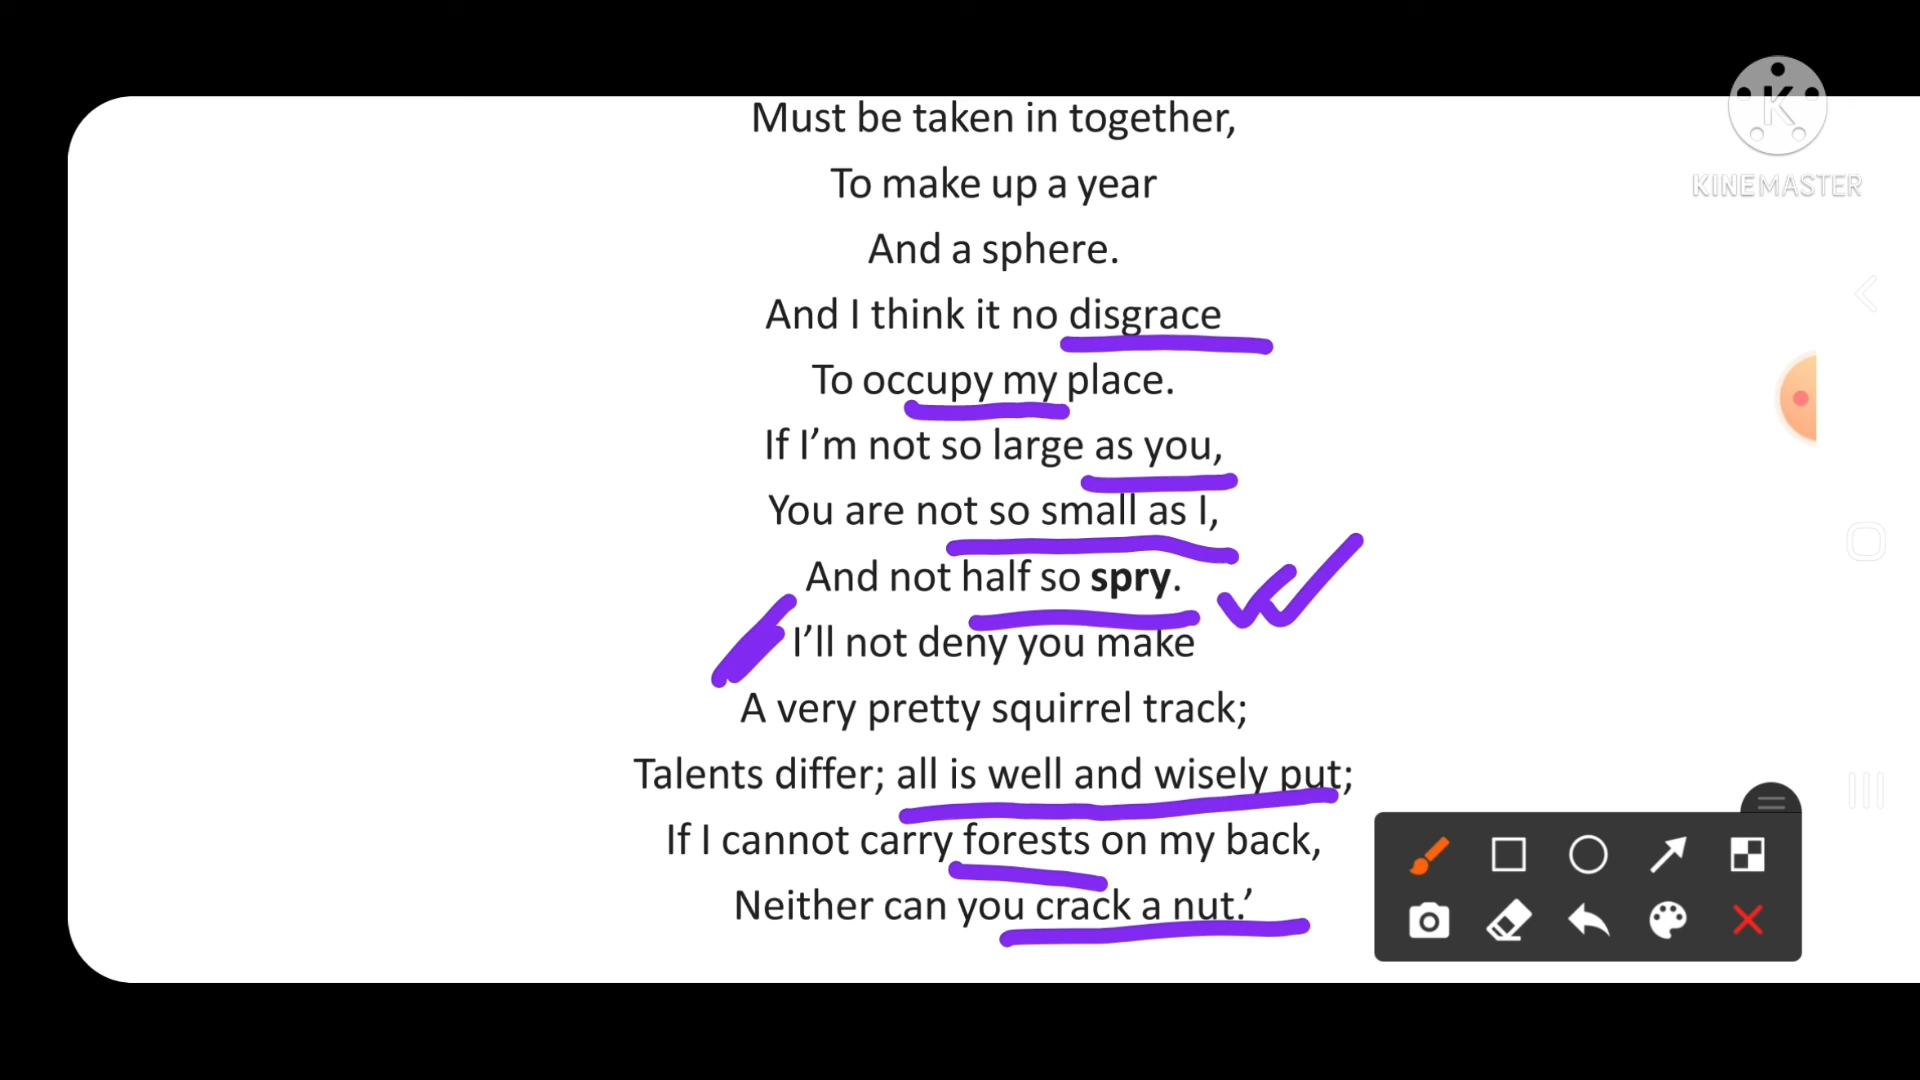 Must be taken in together,
To make up a year
And a sphere.
And I think it no disgrace
To occupy my place.
If I’m not so large as you,
You are not so small as I,
And not half so spry.
I’ll not deny you make
A very pretty squirrel track;
Talents differ; all is well and wisely put;
If I cannot carry forests on my back,
Neither can you crack a nut.’
K
KINEMASTER